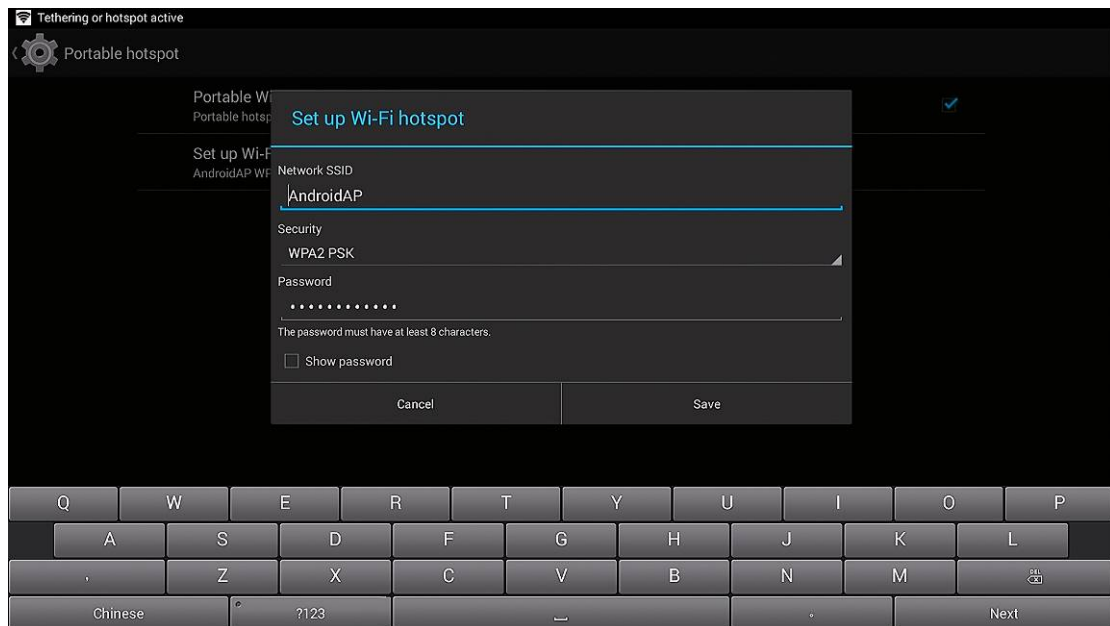 Tethering or hotspot active
Portable hotspot
Portable Wi
Portable hotsp
Set up Wi-F
AndroidAP WP
Set up Wi-Fi hotspot
Network SSID
AndroidAP
Security
WPA2 PSK
Password
••••••••••••
The password must have at least 8 characters.
Show password
Cancel Save
Q W E R T Y U I O P
A S D F G H J K L
, Z X C V B N M DEL
Chinese ?123 。 Next